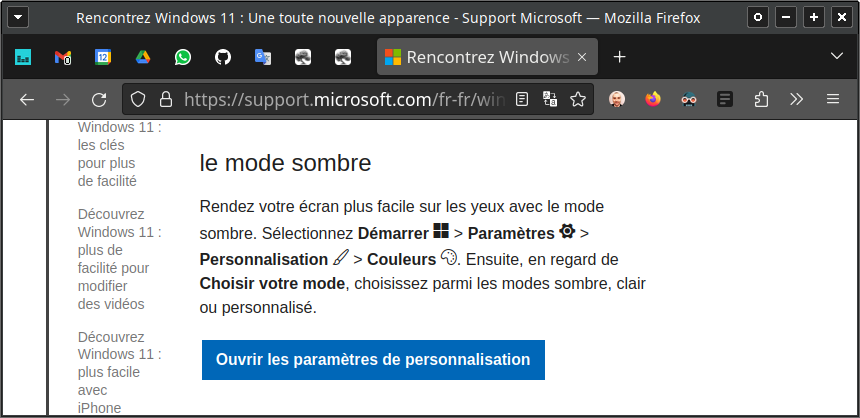 Rencontrez Windows 11 : Une toute nouvelle apparence - Support Microsoft — Mozilla Firefox
12
Rencontrez Windows
https://support.microsoft.com/fr-fr/win
Windows 11 :
les clés
pour plus
de facilité
Découvrez
Windows 11 :
plus de
facilité pour
modifier
des vidéos
Découvrez
Windows 11 :
plus facile
avec
iPhone
le mode sombre
Rendez votre écran plus facile sur les yeux avec le mode
sombre. Sélectionnez Démarrer > Paramètres >
Personnalisation > Couleurs . Ensuite, en regard de
Choisir votre mode, choisissez parmi les modes sombre, clair
ou personnalisé.
Ouvrir les paramètres de personnalisation